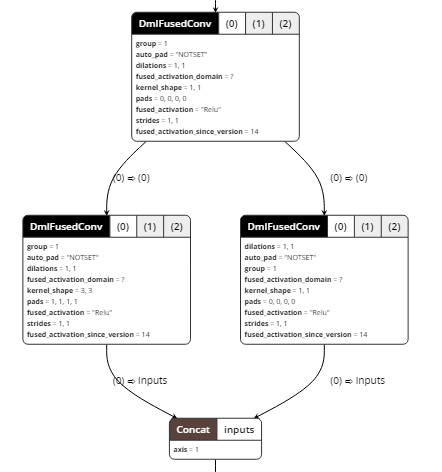 DmlFusedConv (0) (1) (2)
group = 1
auto_pad = "NOTSET"
dilations = 1, 1
fused_activation_domain = ?
kernel_shape = 1, 1
pads = 0, 0, 0, 0
fused_activation = "Relu"
strides = 1, 1
fused_activation_since_version = 14
(0) ⇨ (0)
(0) ⇨ (0)
DmlFusedConv (0) (1) (2)
group = 1
auto_pad = "NOTSET"
dilations = 1, 1
fused_activation_domain = ?
kernel_shape = 3, 3
pads = 1, 1, 1, 1
fused_activation = "Relu"
strides = 1, 1
fused_activation_since_version = 14
DmlFusedConv (0) (1) (2)
dilations = 1, 1
auto_pad = "NOTSET"
group = 1
fused_activation_domain = ?
kernel_shape = 1, 1
pads = 0, 0, 0, 0
fused_activation = "Relu"
strides = 1, 1
fused_activation_since_version = 14
(0) ⇨ Inputs
(0) ⇨ Inputs
Concat inputs
axis = 1